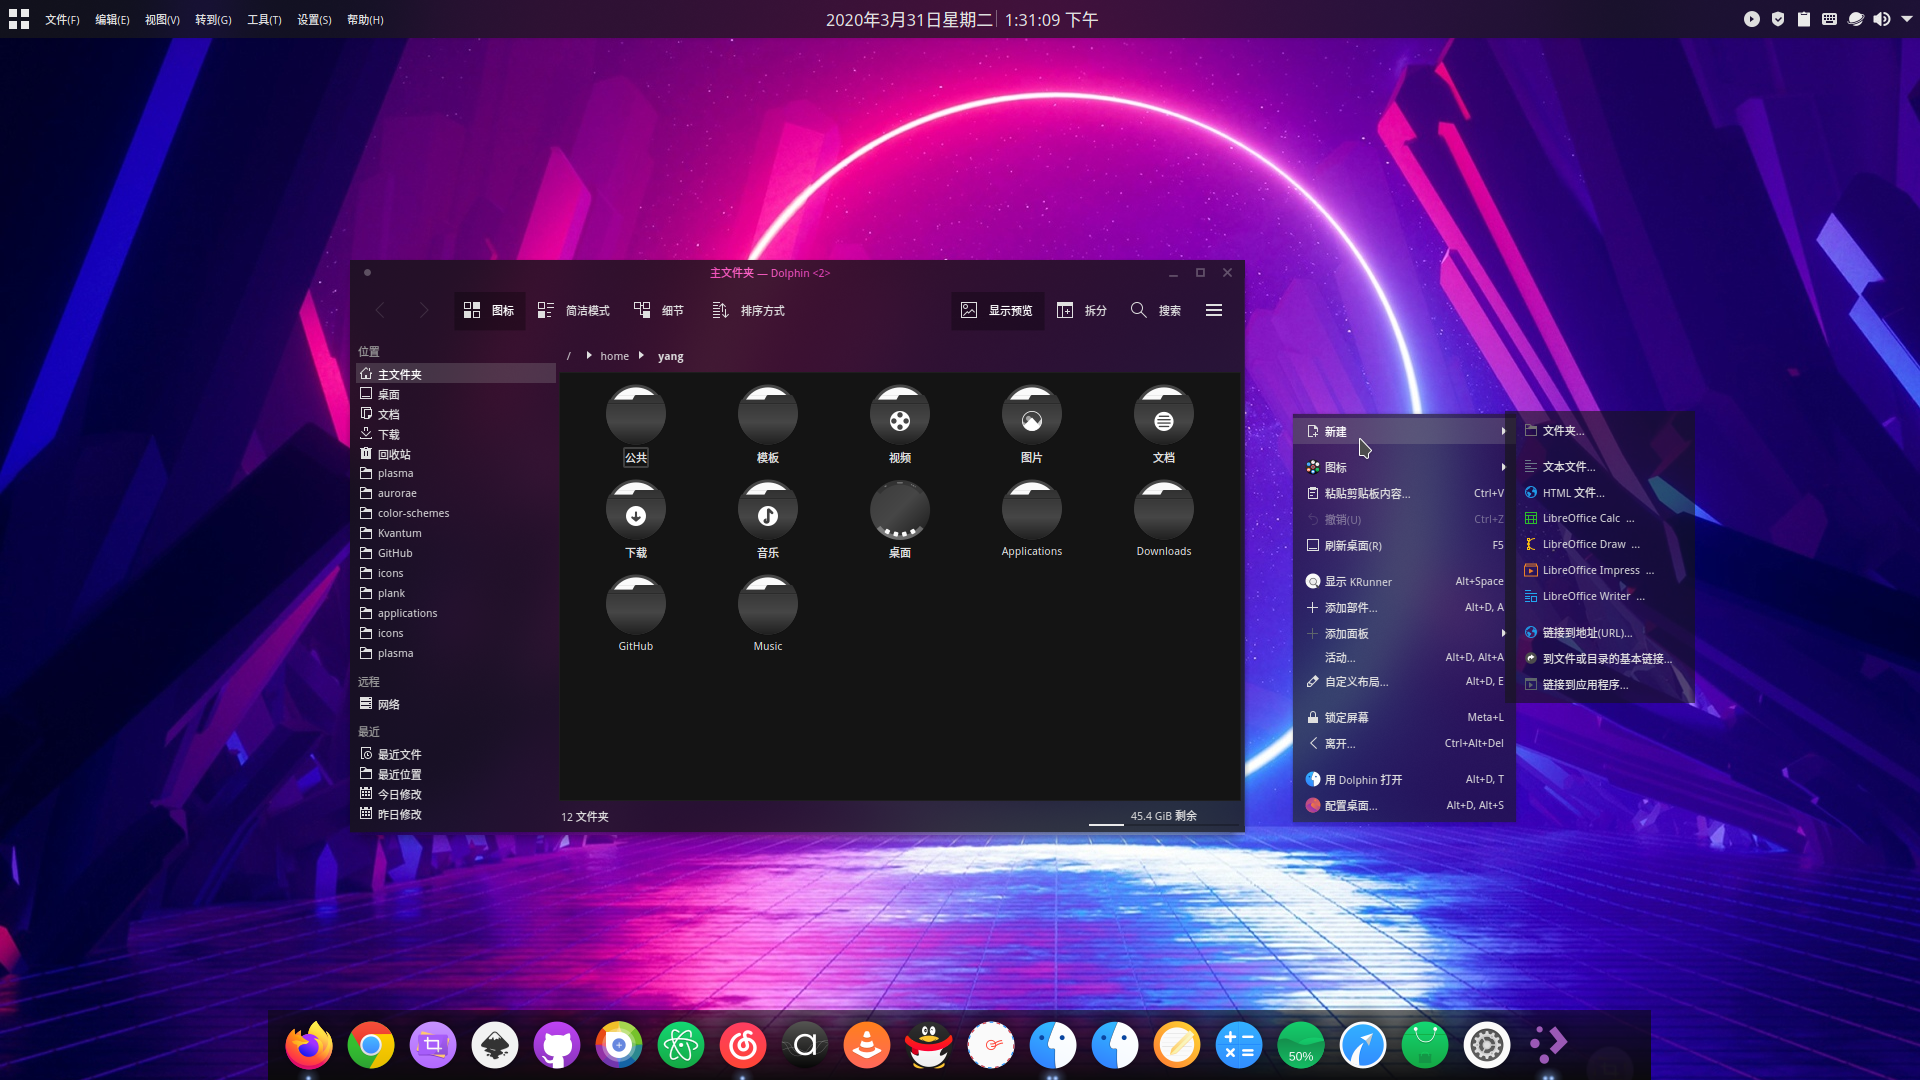 文件(F) 编辑(E) 视图(V) 转到(G) 工具(T) 设置(S) 帮助(H)
2020年3月31日星期二 1:31:09 下午
主文件夹 — Dolphin <2>
图标 简洁模式 细节 排序方式 显示预览 拆分 搜索
位置
主文件夹
桌面
文档
下载
回收站
plasma
aurorae
color-schemes
Kvantum
GitHub
icons
plank
applications
icons
plasma
远程
网络
最近
最近文件
最近位置
今日修改
昨日修改
/ home yang
公共 模板 视频 图片 文档
下载 音乐 桌面 Applications Downloads
GitHub Music
12 文件夹 45.4 GiB 剩余
新建
图标
粘贴剪贴板内容... Ctrl+V
撤销(U) Ctrl+Z
刷新桌面(R) F5
显示 KRunner Alt+Space
添加部件... Alt+D, A
添加面板
活动... Alt+D, Alt+A
自定义布局... Alt+D, E
锁定屏幕 Meta+L
离开... Ctrl+Alt+Del
用 Dolphin 打开 Alt+D, T
配置桌面... Alt+D, Alt+S
文件夹...
文本文件...
HTML 文件...
LibreOffice Calc ...
LibreOffice Draw ...
LibreOffice Impress ...
LibreOffice Writer ...
链接到地址(URL)...
到文件或目录的基本链接...
链接到应用程序...
a
50%